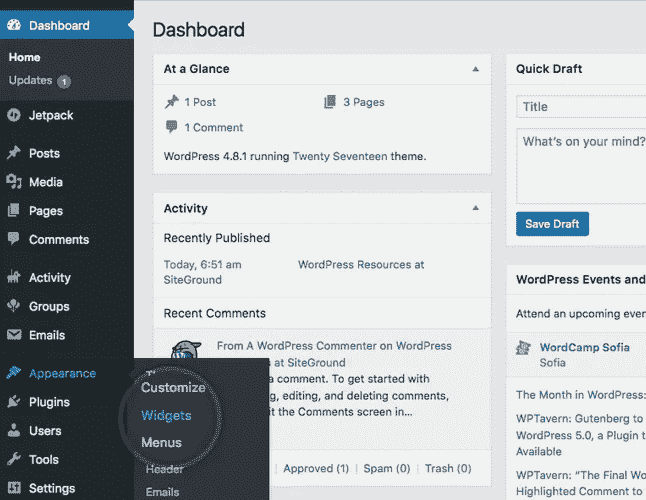 Dashboard
Home
Updates 1
Jetpack
Posts
Media
Pages
Comments
Activity
Groups
Emails
Appearance
Plugins
Users
Tools
Settings
Customize
Widgets
Menus
Header
Emails
Dashboard
At a Glance
1 Post
3 Pages
1 Comment
WordPress 4.8.1 running Twenty Seventeen theme.
Activity
Recently Published
Today, 6:51 am
WordPress Resources at
SiteGround
Recent Comments
From A WordPress Commenter on WordPress
at SiteGround
a comment. To get started with
editing, and deleting comments,
it the Comments screen in...
Approved (1) | Spam (0) | Trash (0)
Quick Draft
Title
What's on your mind?
Save Draft
WordPress Events and
Attend an upcoming even
WordCamp Sofia
Sofia
The Month in WordPress:
WPTavern: Gutenberg to
WordPress 5.0, a Plugin t
Available
WPTavern: “The Final Wo
Highlighted Comment to